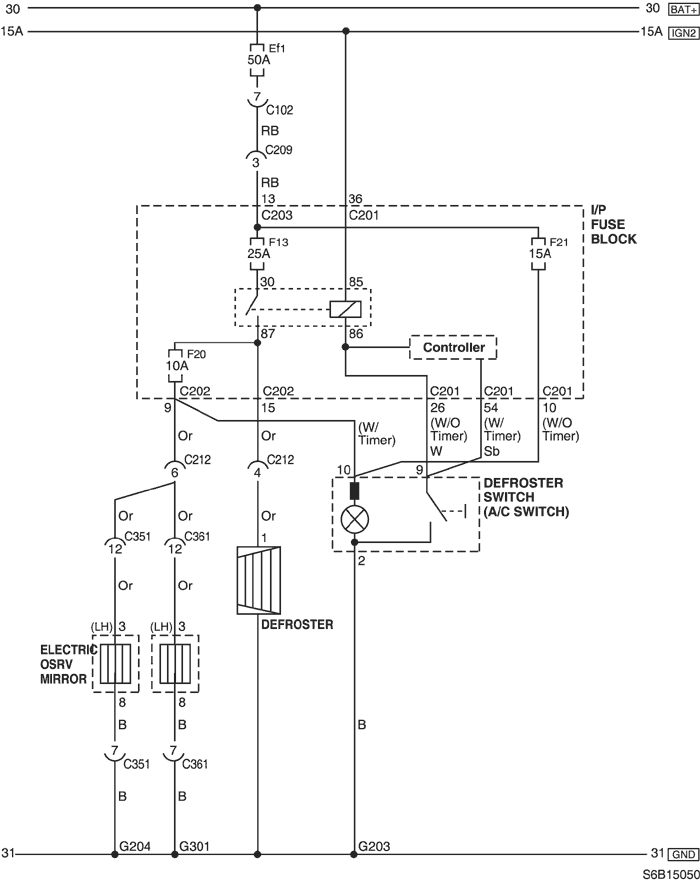 30 30 BAT+
15A 15A IGN2
Ef1
50A
7
C102
RB
C209
3
RB
13 36
C203 C201
I/P
FUSE
BLOCK
F13
25A
F21
15A
30 85
87 86
Controller
F20
10A
C202 C202 C201 C201 C201
9 15 26 54 10
(W/
Timer)
(W/O
Timer)
(W/
Timer)
(W/O
Timer)
Or Or W Sb
C212 C212
6 4
10 9
DEFROSTER
SWITCH
(A/C SWITCH)
Or Or Or
C351 C361
12 12
1
2
Or Or
DEFROSTER
(LH) 3 (LH) 3
ELECTRIC
OSRV
MIRROR
8 8
B B B
7 7
C351 C361
B B
31 G204 G301 G203 31 GND
S6B15050